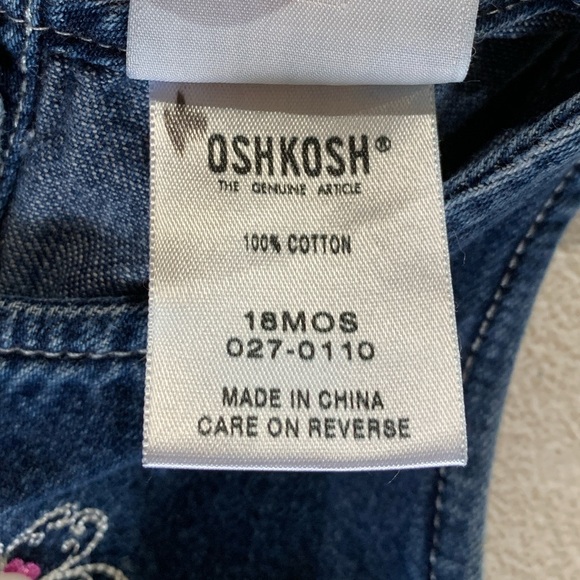 OSHKOSH®
THE GENUINE ARTICLE
100% COTTON
18MOS
027-0110
MADE IN CHINA
CARE ON REVERSE